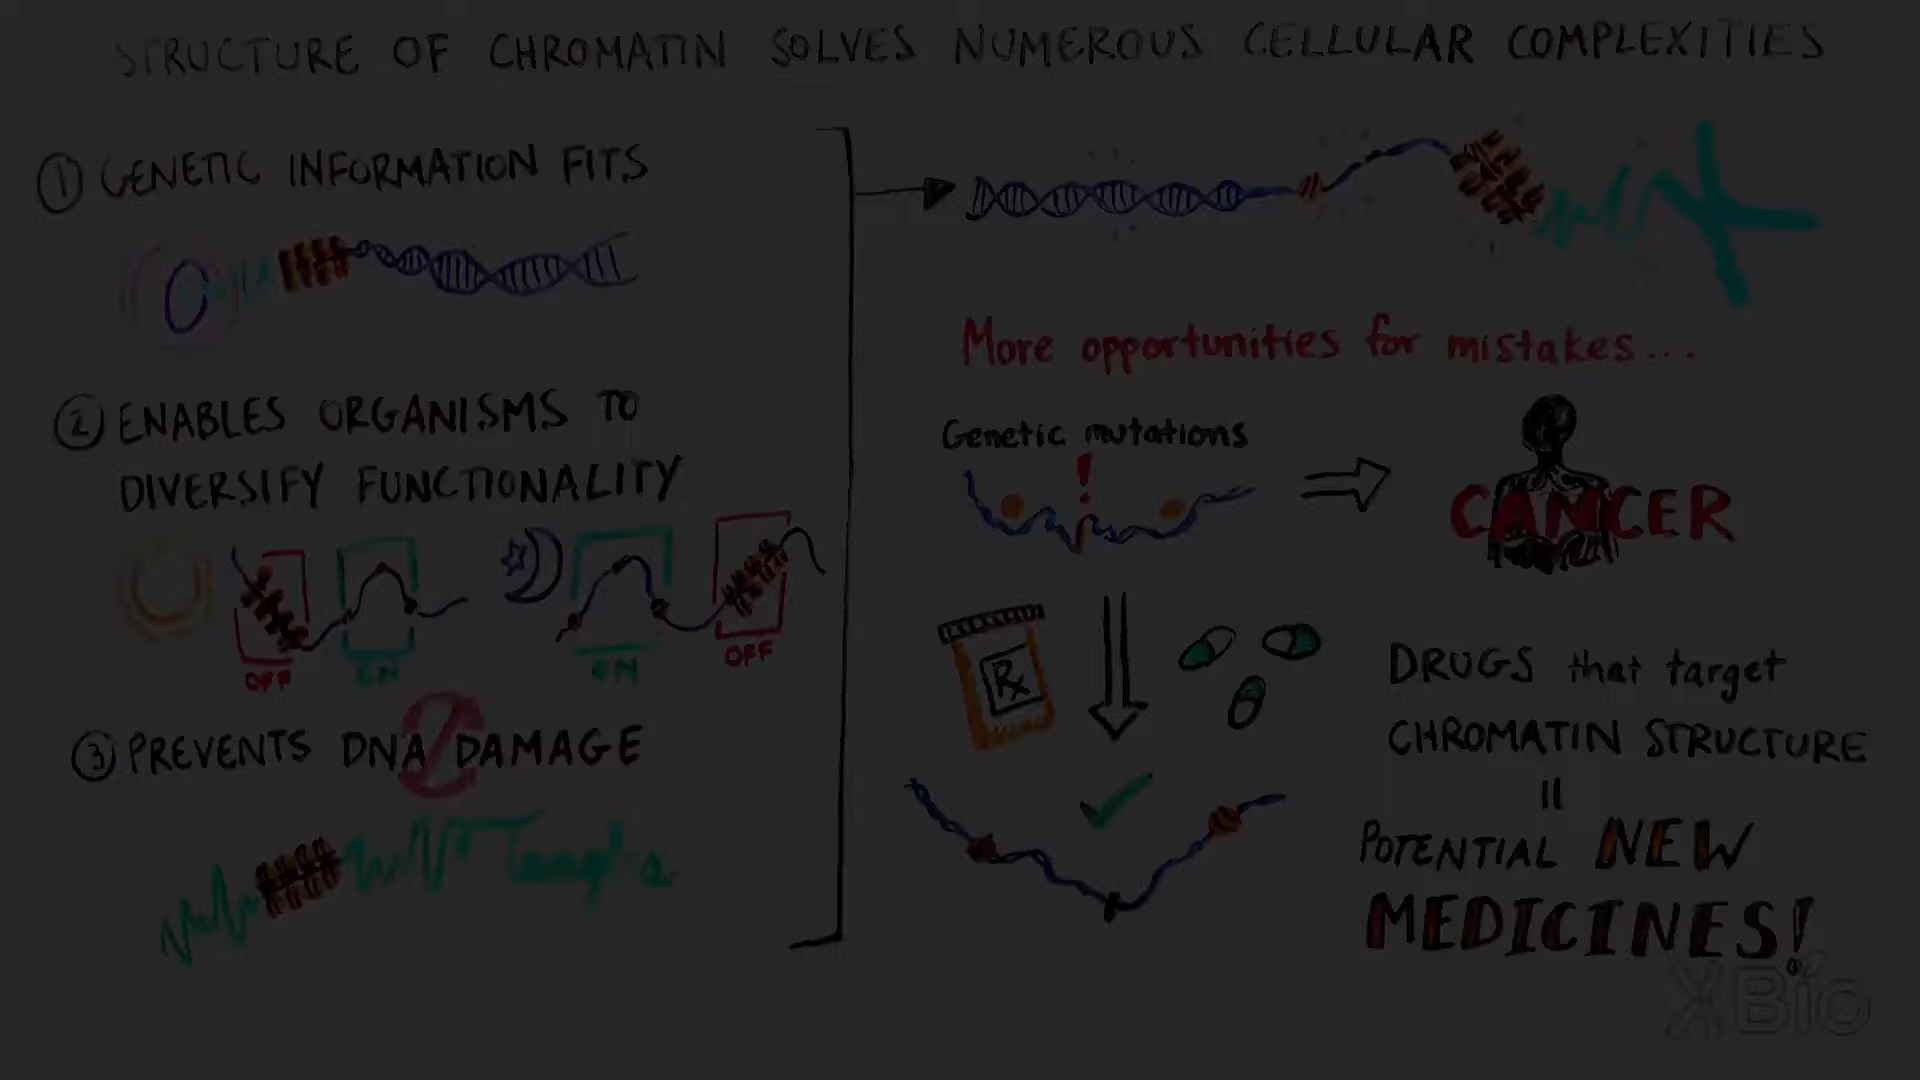 STRUCTURE OF CHROMATIN SOLVES NUMEROUS CELLULAR COMPLEXITIES
1 GENETIC INFORMATION FITS
2 ENABLES ORGANISMS TO
DIVERSIFY FUNCTIONALITY
OFF
ON
ON
OFF
3 PREVENTS DNA DAMAGE
More opportunities for mistakes...
Genetic mutations
!
CANCER
Rx
DRUGS that target
CHROMATIN STRUCTURE
=
POTENTIAL NEW
MEDICINES!
XBio